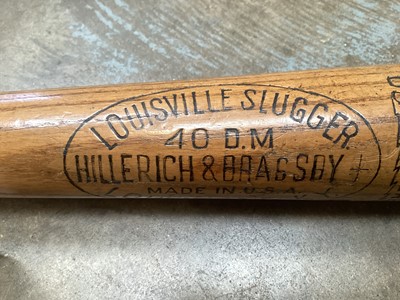 LOUISVILLE SLUGGER
40 B.M
HILLERICH & BRADSBY
MADE IN U.S.A.